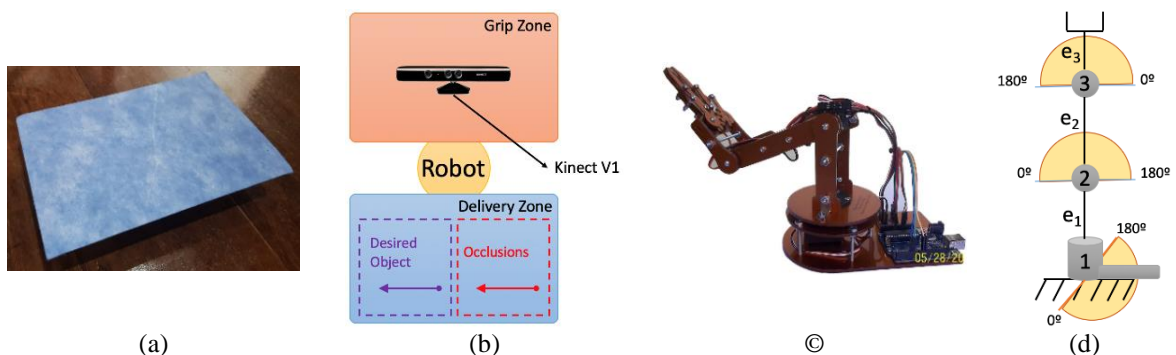 Grip Zone
Robot
Kinect V1
Delivery Zone
Desired
Object
Occlusions
05/28/20
e3
180º
3
0º
e2
0º
2
180º
e1
180º
1
0º
(a)
(b)
©
(d)